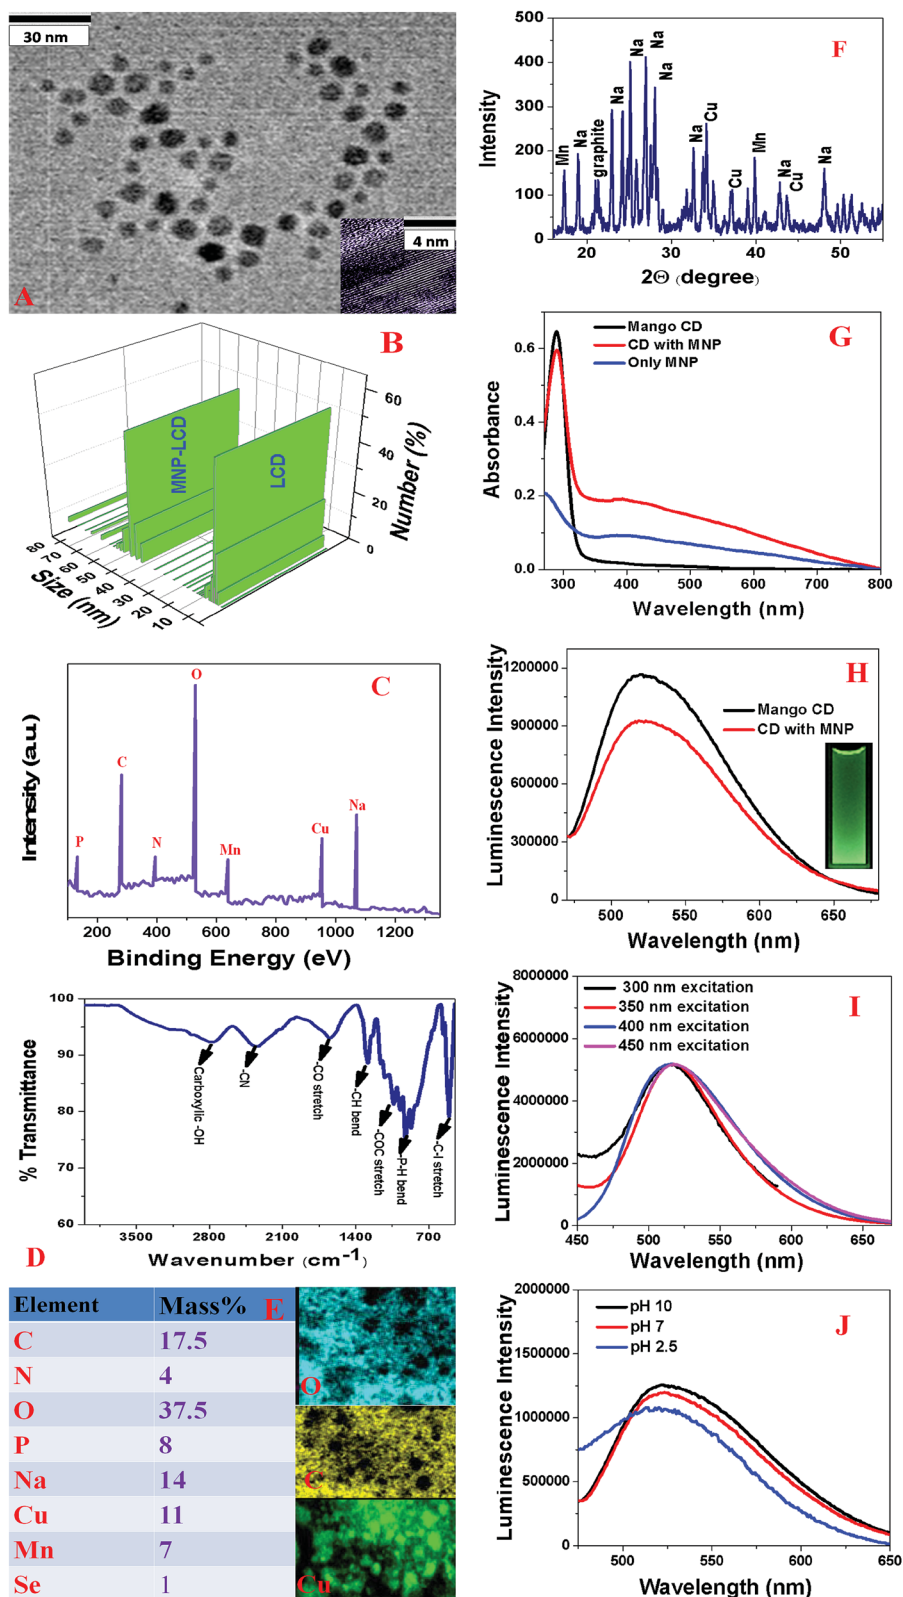 30 nm
4 nm
A
B
MNP-LCD
LCD
80
70
60
50
40
30
20
10
Size (nm)
0
20
40
60
Number (%)
C
P
C
N
O
Mn
Cu
Na
Intensity (a.u.)
200 400 600 800 1000 1200
Binding Energy (eV)
100
90
80
70
60
% Transmittance
Carboxylic -OH
-CN
-CO stretch
-CH bend
-COC stretch
-P-H bend
-C-I stretch
3500 2800 2100 1400 700
Wavenumber (cm-1)
D
Element Mass% E
C 17.5
N 4
O 37.5
P 8
Na 14
Cu 11
Mn 7
Se 1
O
C
Cu
F
500
400
300
200
100
0
Intensity
Mn
Na
graphite
Na
Na
Na
Na
Na
Cu
Cu
Mn
Na
Cu
Na
20 30 40 50
2Θ (degree)
G
Mango CD
CD with MNP
Only MNP
0.6
0.4
0.2
0.0
Absorbance
300 400 500 600 700 800
Wavelength (nm)
H
Mango CD
CD with MNP
1200000
900000
600000
300000
0
Luminescence Intensity
500 550 600 650
Wavelength (nm)
I
300 nm excitation
350 nm excitation
400 nm excitation
450 nm excitation
8000000
6000000
4000000
2000000
0
Luminescence Intensity
450 500 550 600 650
Wavelength (nm)
J
pH 10
pH 7
pH 2.5
2000000
1500000
1000000
500000
0
Luminescence Intensity
500 550 600 650
Wavelength (nm)